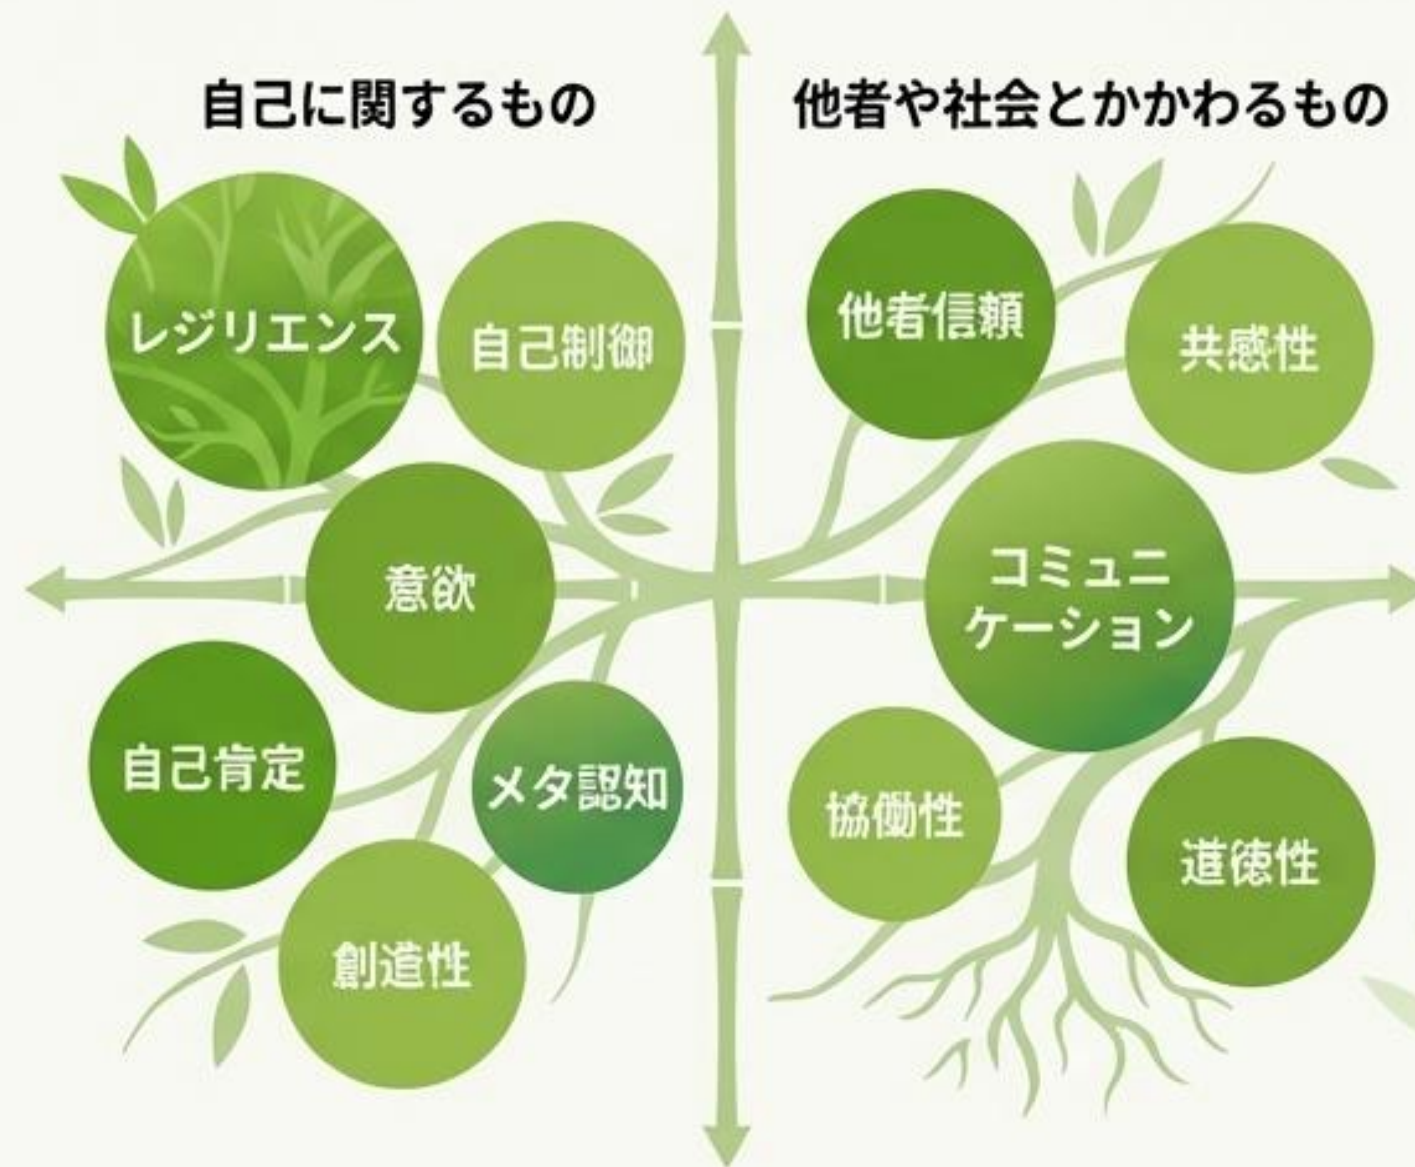 自己に関するもの
他者や社会とかかわるもの
レジリエンス
自己制御
意欲
自己肯定
メタ認知
創造性
他者信頼
共感性
コミュニ
ケーション
協働性
道徳性